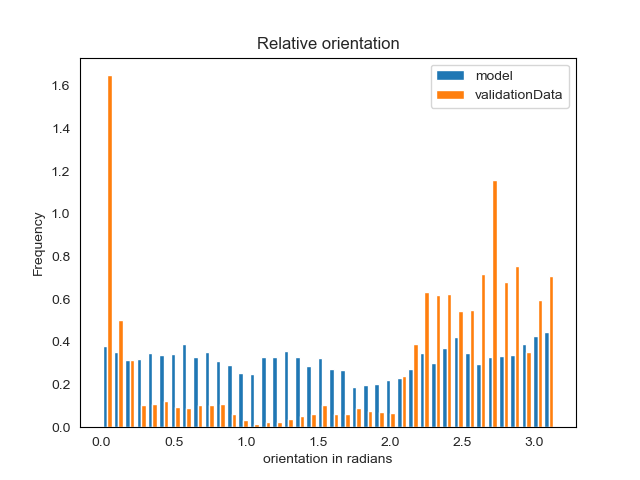 Relative orientation
model
validationData
Frequency
1.6
1.4
1.2
1.0
0.8
0.6
0.4
0.2
0.0
0.0 0.5 1.0 1.5 2.0 2.5 3.0
orientation in radians